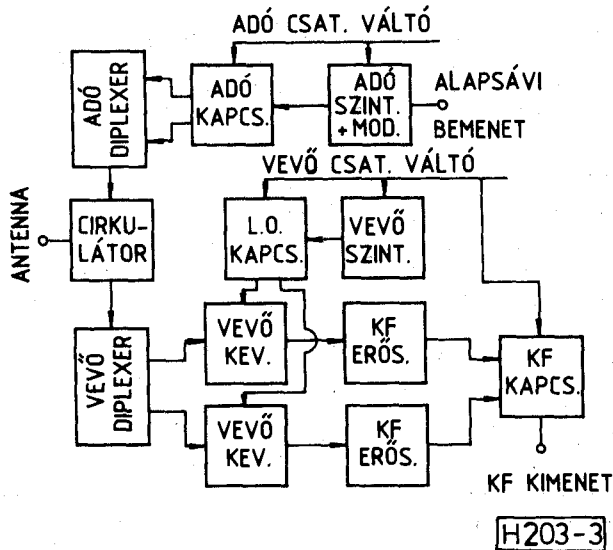 ADÓ CSAT. VÁLTÓ
ADÓ
DIPLEXER
ADÓ
KAPCS.
ADÓ
SZINT.
+MOD.
ALAPSÁVI
BEMENET
VEVŐ CSAT. VÁLTÓ
ANTENNA
CIRKU-
LÁTOR
L.O.
KAPCS.
VEVŐ
SZINT.
VEVŐ
DIPLEXER
VEVŐ
KEV.
KF
ERŐS.
KF
KAPCS.
VEVŐ
KEV.
KF
ERŐS.
KF KIMENET
H203-3